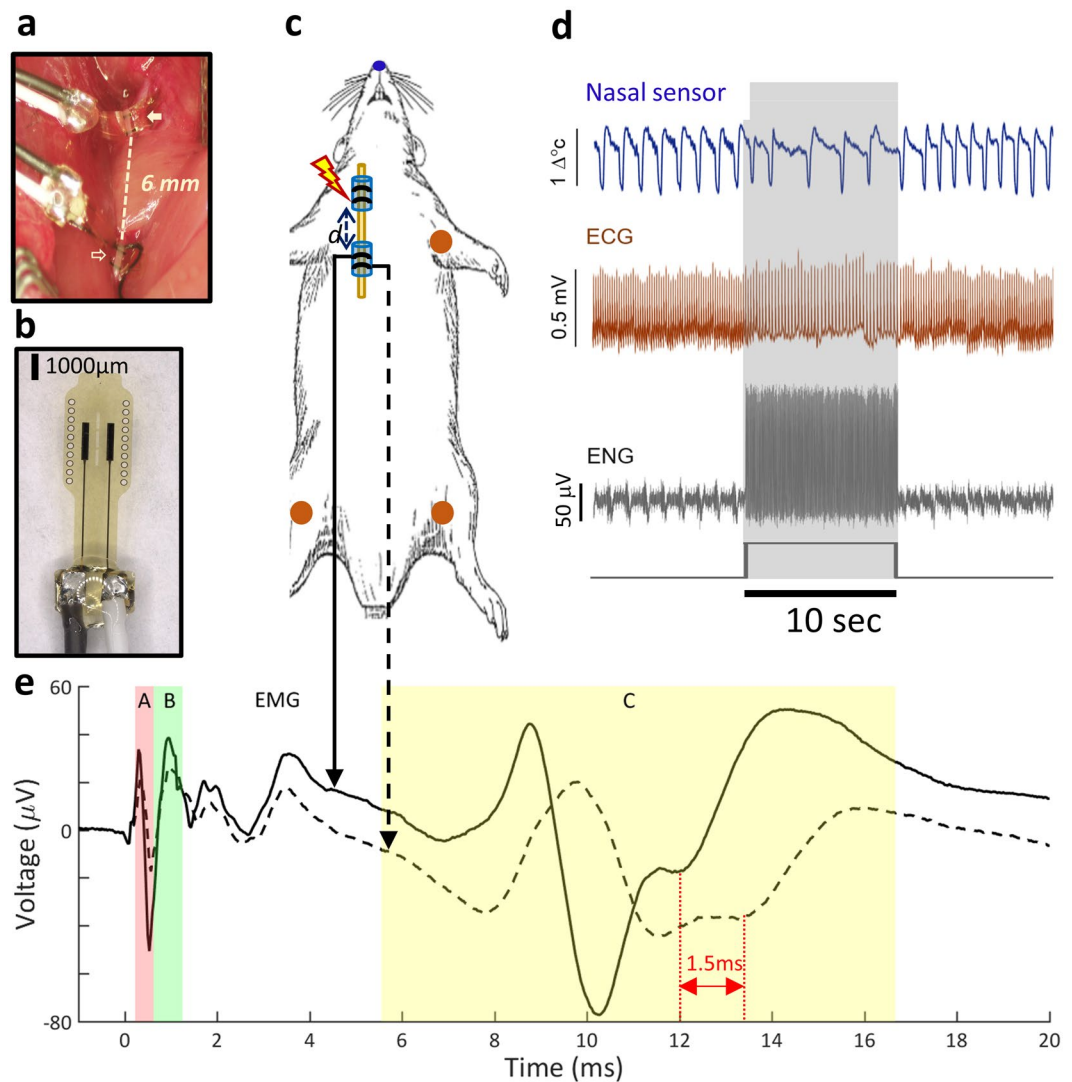 a
6 mm
b
1000μm
c
d
d
Nasal sensor
1 Δ°c
ECG
0.5 mV
ENG
50 μV
10 sec
e
60
0
-80
Voltage (μV)
A
B
EMG
C
1.5ms
0
2
4
6
8
10
12
14
16
18
20
Time (ms)